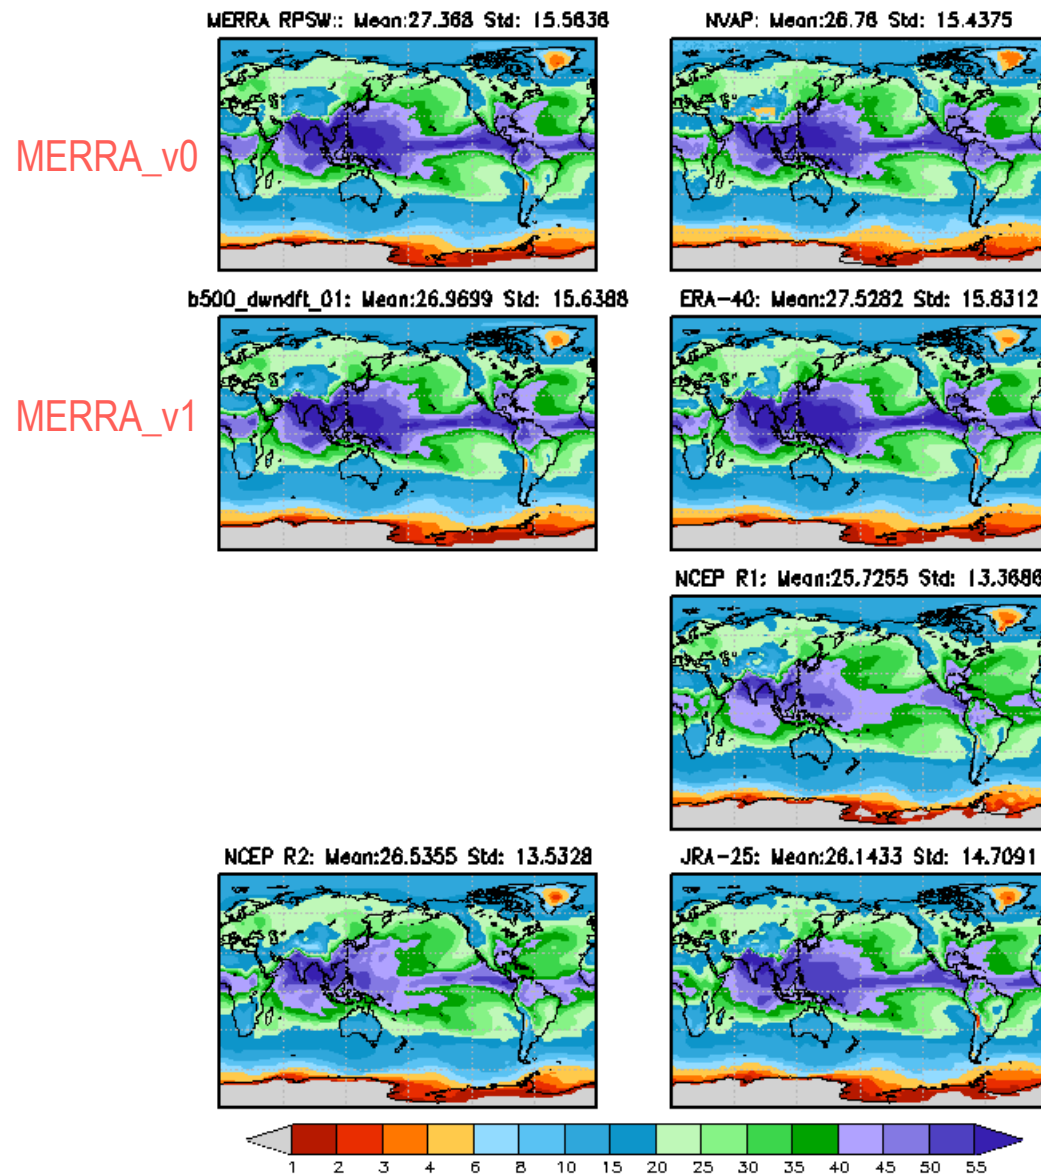 MERRA RPSW:: Mean:27.368 Std: 15.5636
NVAP: Mean:26.76 Std: 15.4375
MERRA_v0
b500_dwndft_01: Mean:26.9699 Std: 15.6388
ERA-40: Mean:27.5282 Std: 15.8312
MERRA_v1
NCEP R1: Mean:25.7255 Std: 13.3686
NCEP R2: Mean:26.5355 Std: 13.5328
JRA-25: Mean:26.1433 Std: 14.7091
1 2 3 4 6 8 10 15 20 25 30 35 40 45 50 55